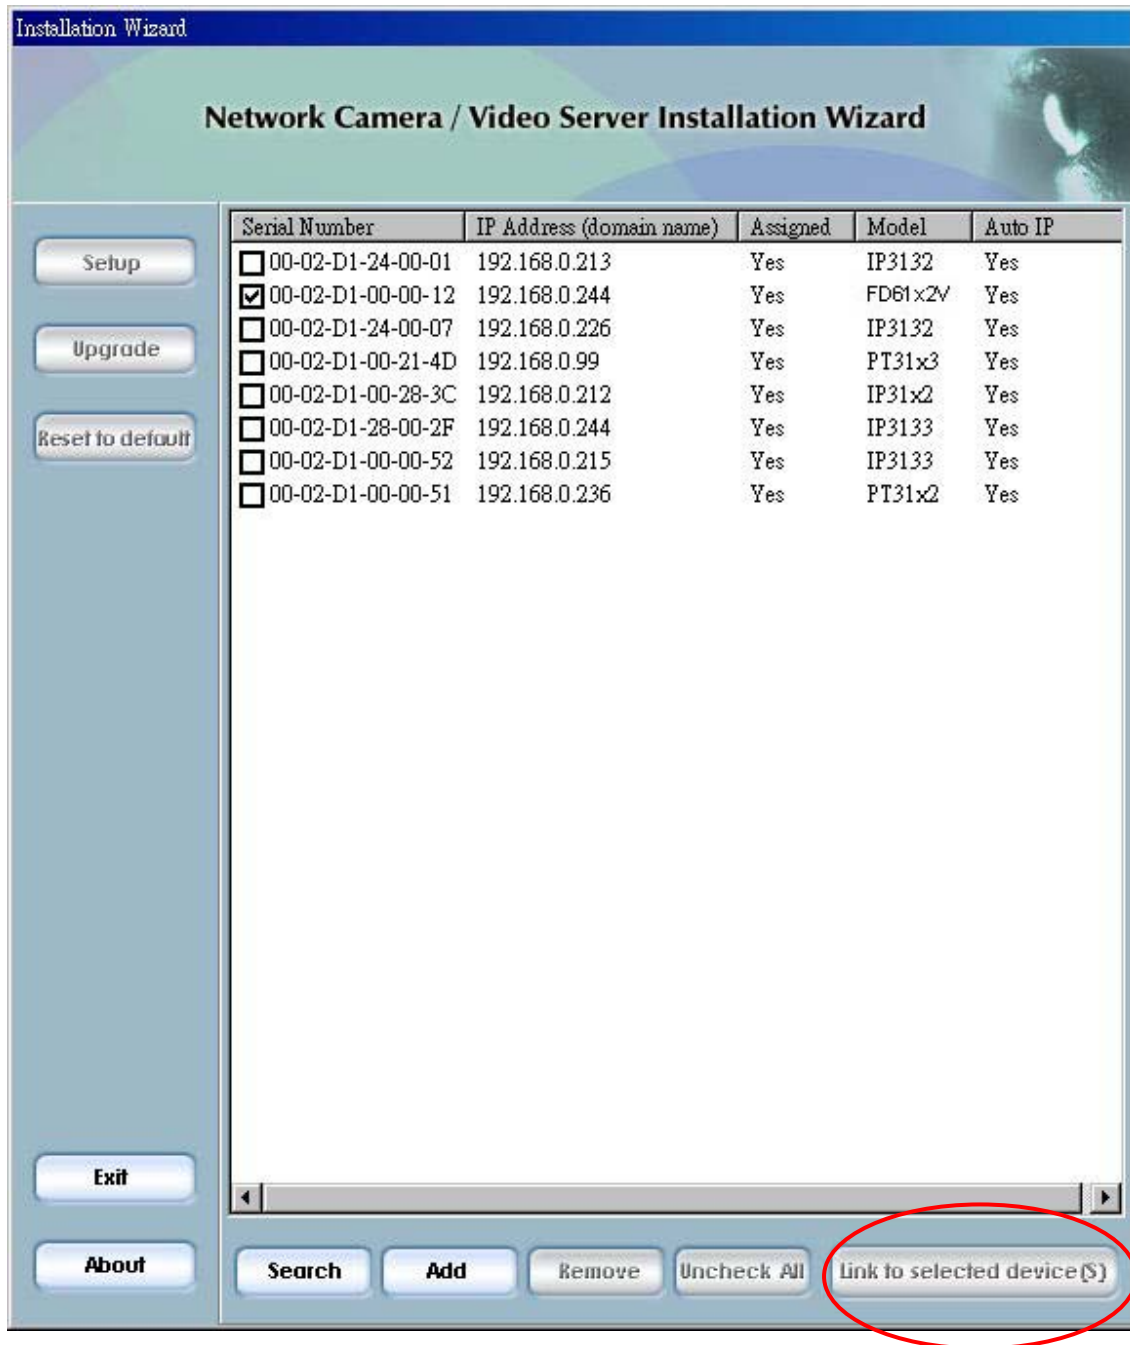 Installation Wizard
Network Camera / Video Server Installation Wizard
Serial Number IP Address (domain name) Assigned Model Auto IP
00-02-D1-24-00-01 192.168.0.213 Yes IP3132 Yes
00-02-D1-00-00-12 192.168.0.244 Yes FD61x2V Yes
00-02-D1-24-00-07 192.168.0.226 Yes IP3132 Yes
00-02-D1-00-21-4D 192.168.0.99 Yes PT31x3 Yes
00-02-D1-00-28-3C 192.168.0.212 Yes IP31x2 Yes
00-02-D1-28-00-2F 192.168.0.244 Yes IP3133 Yes
00-02-D1-00-00-52 192.168.0.215 Yes IP3133 Yes
00-02-D1-00-00-51 192.168.0.236 Yes PT31x2 Yes
Setup
Upgrade
Reset to default
Exit
About
Search Add Remove Uncheck All Link to selected device(S)